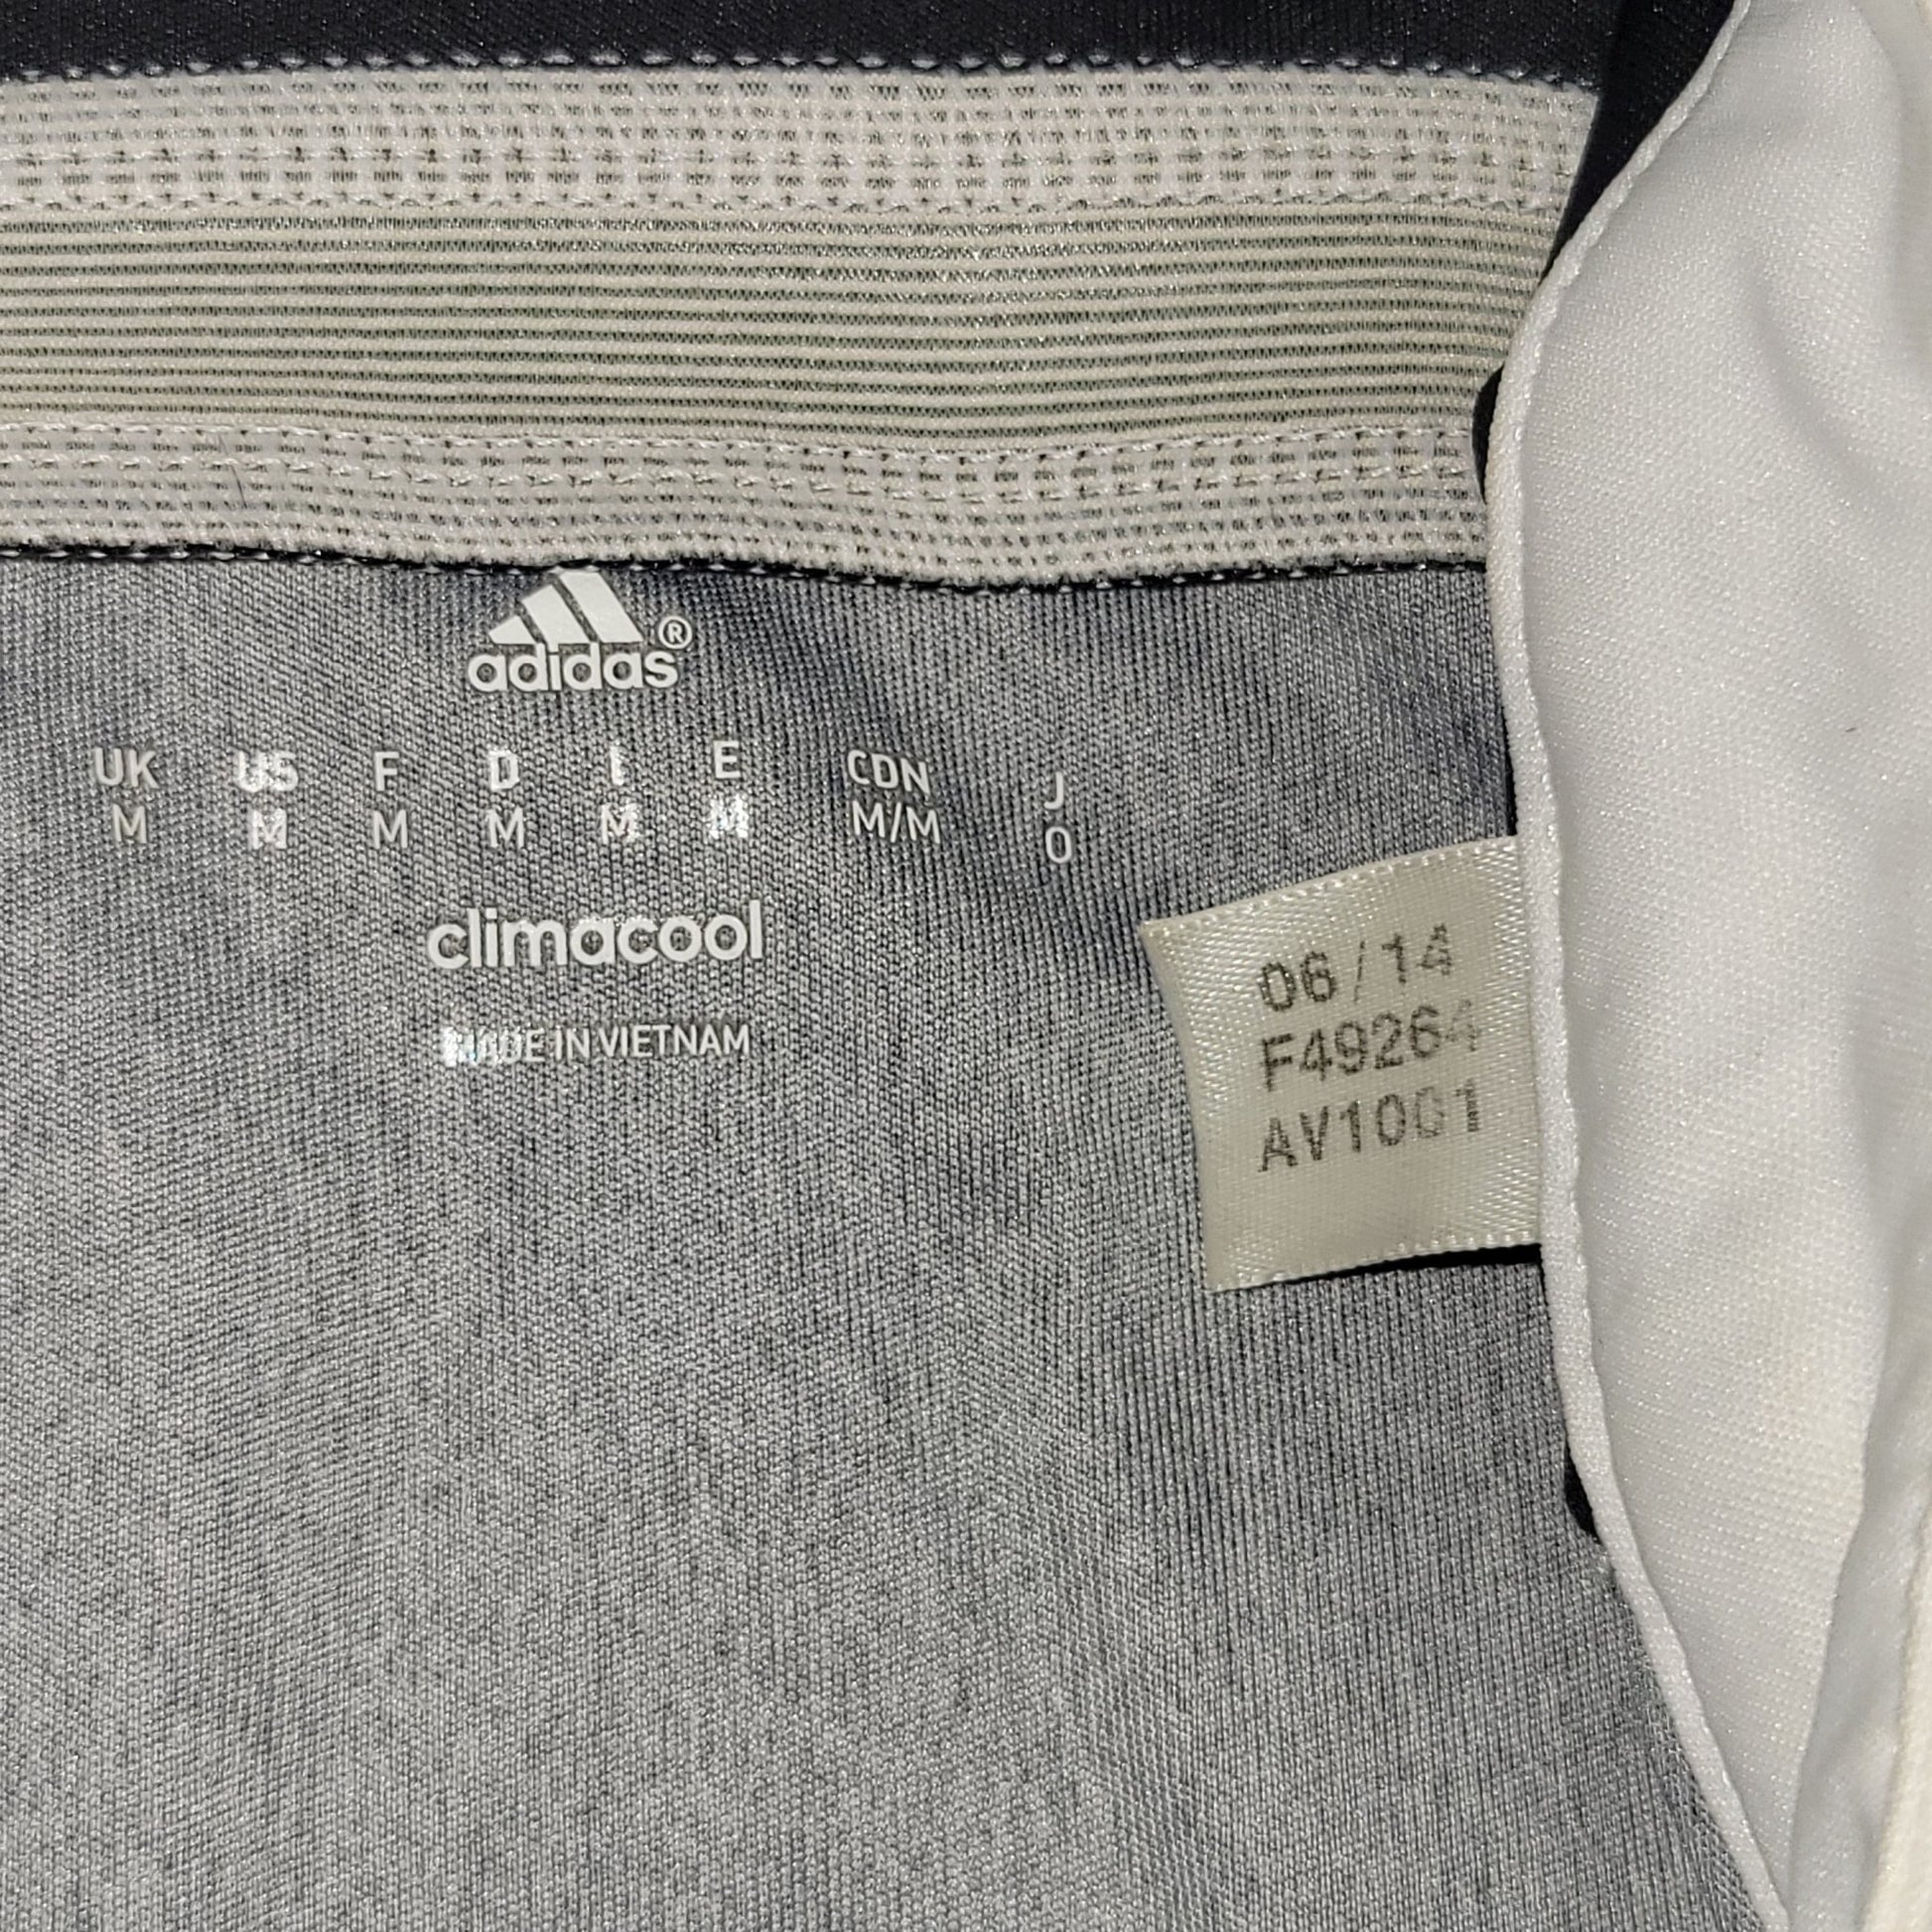 adidas®
UK US F D I E CDN J
M M M M M M M/M O
climacool
MADE IN VIETNAM
06/14
F49264
AV1001